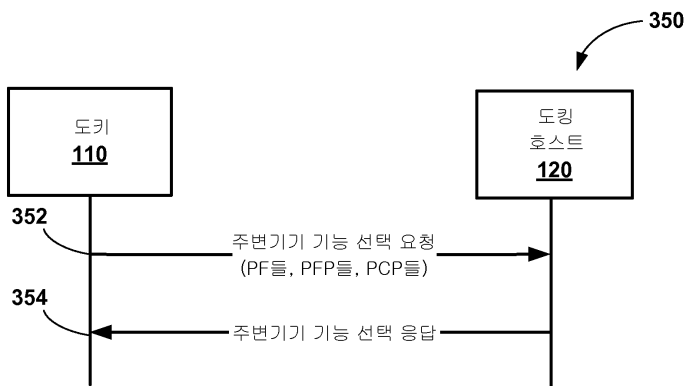 350
도키
110
도킹
호스트
120
352
주변기기 기능 선택 요청
(PF들, PFP들, PCP들)
354
주변기기 기능 선택 응답